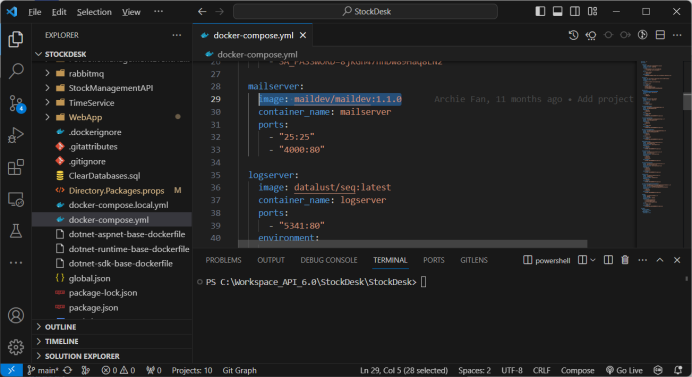 File Edit Selection View ··· StockDesk
EXPLORER ···
STOCKDESK
rabbitmq
StockManagementAPI
TimeService
WebApp
.dockerignore
.gitattributes
.gitignore
ClearDatabases.sql
Directory.Packages.props M
docker-compose.local.yml
docker-compose.yml
dotnet-aspnet-base-dockerfile
dotnet-runtime-base-dockerfile
dotnet-sdk-base-dockerfile
global.json
package-lock.json
package.json
OUTLINE
TIMELINE
SOLUTION EXPLORER
4
docker-compose.yml
docker-compose.yml
27
28 mailserver:
29 image: maildev/maildev:1.1.0 Archie Fan, 11 months ago • Add project
30 container_name: mailserver
31 ports:
32 - "25:25"
33 - "4000:80"
34
35 logserver:
36 image: datalust/seq:latest
37 container_name: logserver
38 ports:
39 - "5341:80"
40 environment:
PROBLEMS OUTPUT DEBUG CONSOLE TERMINAL PORTS GITLENS powershell
PS C:\Workspace_API_6.0\StockDesk\StockDesk>
main* 0 0 0 Projects: 10 Git Graph Ln 29, Col 5 (28 selected) Spaces: 2 UTF-8 CRLF Compose Go Live